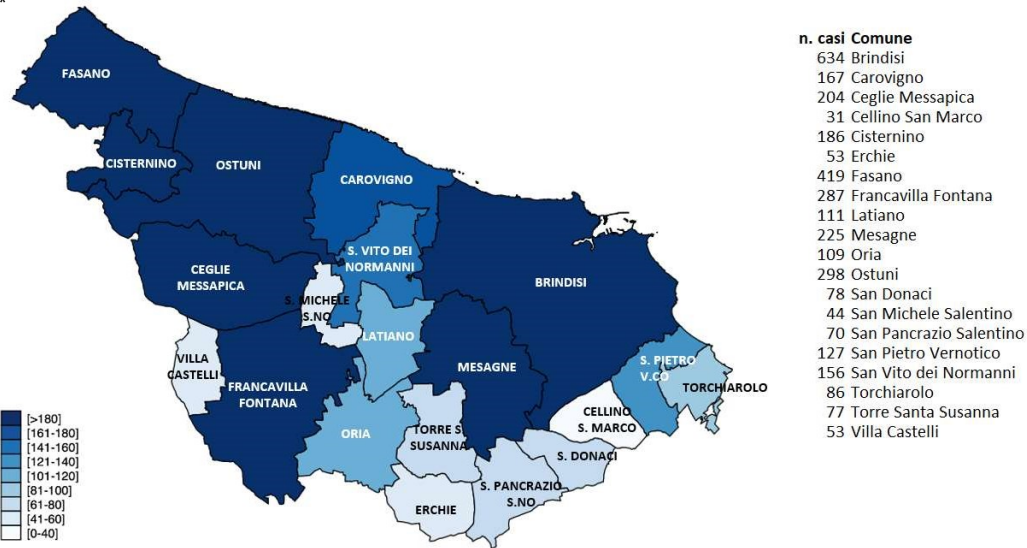 FASANO
CISTERNINO
OSTUNI
CAROVIGNO
S. VITO DEI
NORMANNI
CEGLIE
MESSAPICA
BRINDISI
S. MICHELE
S.NO
LATIANO
VILLA
CASTELLI
MESAGNE
S. PIETRO
V.CO
TORCHIAROLO
FRANCAVILLA
FONTANA
CELLINO
S. MARCO
ORIA
TORRE S.
SUSANNA
S. DONACI
S. PANCRAZIO
S.NO
ERCHIE
[>180]
[161-180]
[141-160]
[121-140]
[101-120]
[81-100]
[61-80]
[41-60]
[0-40]
n. casi Comune
634 Brindisi
167 Carovigno
204 Ceglie Messapica
31 Cellino San Marco
186 Cisternino
53 Erchie
419 Fasano
287 Francavilla Fontana
111 Latiano
225 Mesagne
109 Oria
298 Ostuni
78 San Donaci
44 San Michele Salentino
70 San Pancrazio Salentino
127 San Pietro Vernotico
156 San Vito dei Normanni
86 Torchiarolo
77 Torre Santa Susanna
53 Villa Castelli